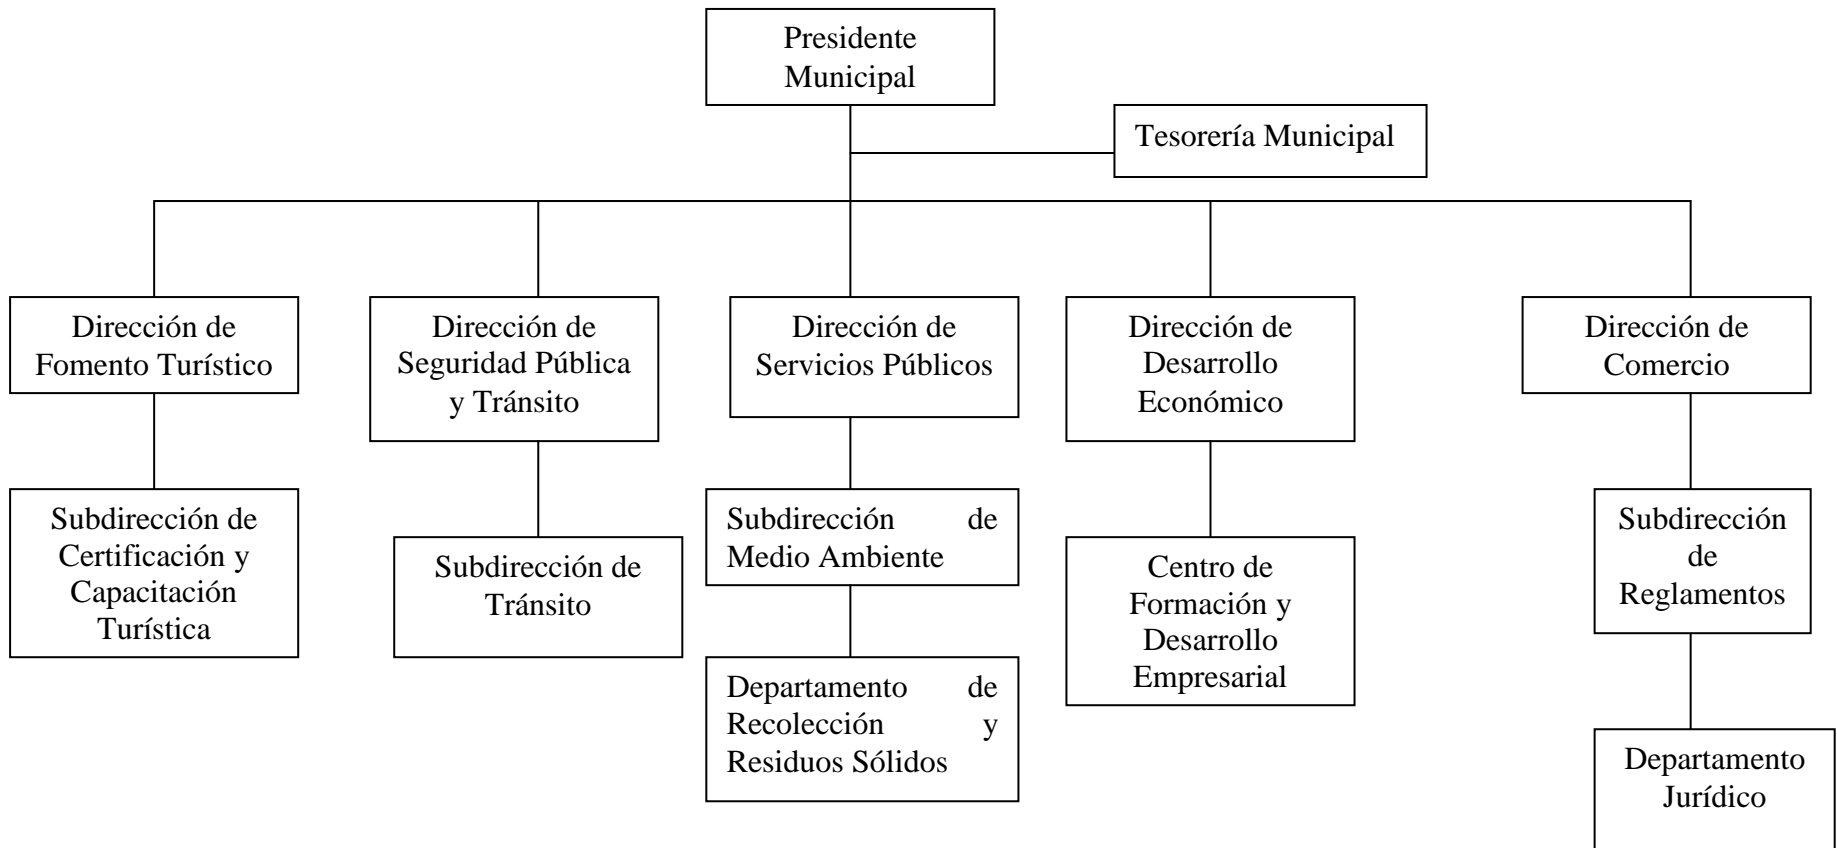 Presidente
Municipal
Tesorería Municipal
Dirección de
Fomento Turístico
Dirección de
Seguridad Pública
y Tránsito
Dirección de
Servicios Públicos
Dirección de
Desarrollo
Económico
Dirección de
Comercio
Subdirección de
Certificación y
Capacitación
Turística
Subdirección de
Tránsito
Subdirección de
Medio Ambiente
Departamento de
Recolección y
Residuos Sólidos
Centro de
Formación y
Desarrollo
Empresarial
Subdirección
de
Reglamentos
Departamento
Jurídico